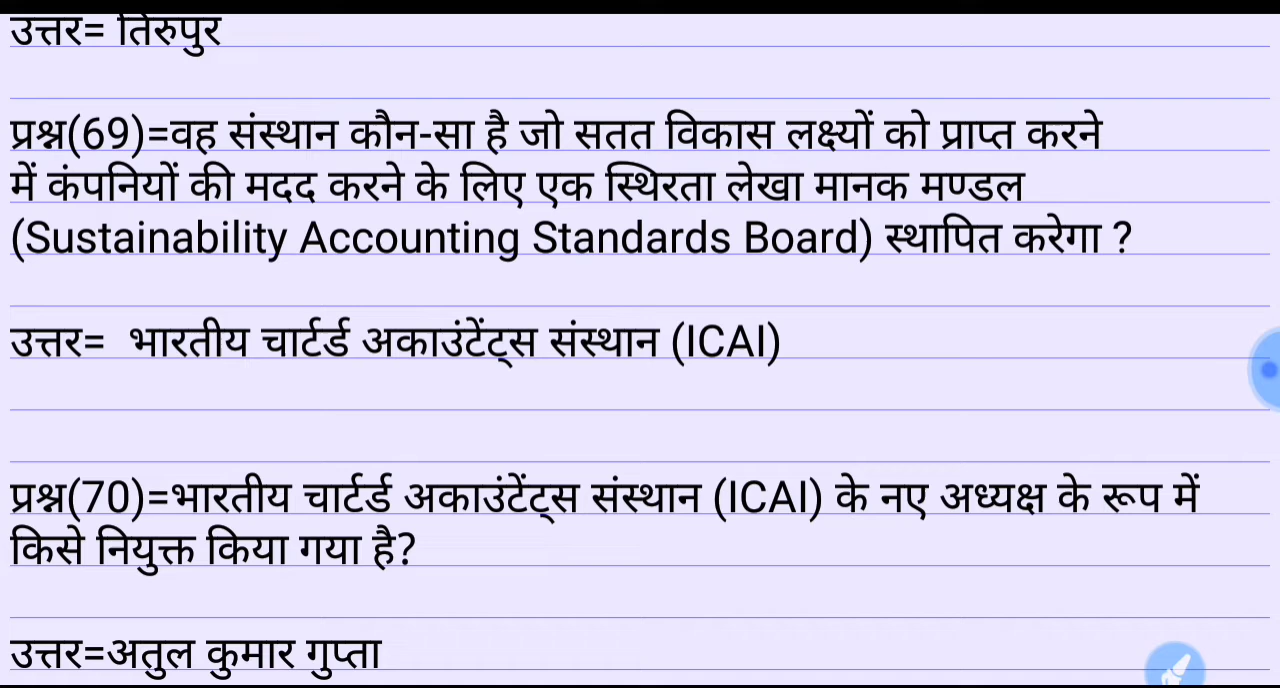 उत्तर= तिरुपुर
प्रश्न(69)=वह संस्थान कौन-सा है जो सतत विकास लक्ष्यों को प्राप्त करने
में कंपनियों की मदद करने के लिए एक स्थिरता लेखा मानक मण्डल
(Sustainability Accounting Standards Board) स्थापित करेगा ?
उत्तर=  भारतीय चार्टर्ड अकाउंटेंट्स संस्थान (ICAI)
प्रश्न(70)=भारतीय चार्टर्ड अकाउंटेंट्स संस्थान (ICAI) के नए अध्यक्ष के रूप में
किसे नियुक्त किया गया है?
उत्तर=अतुल कुमार गुप्ता